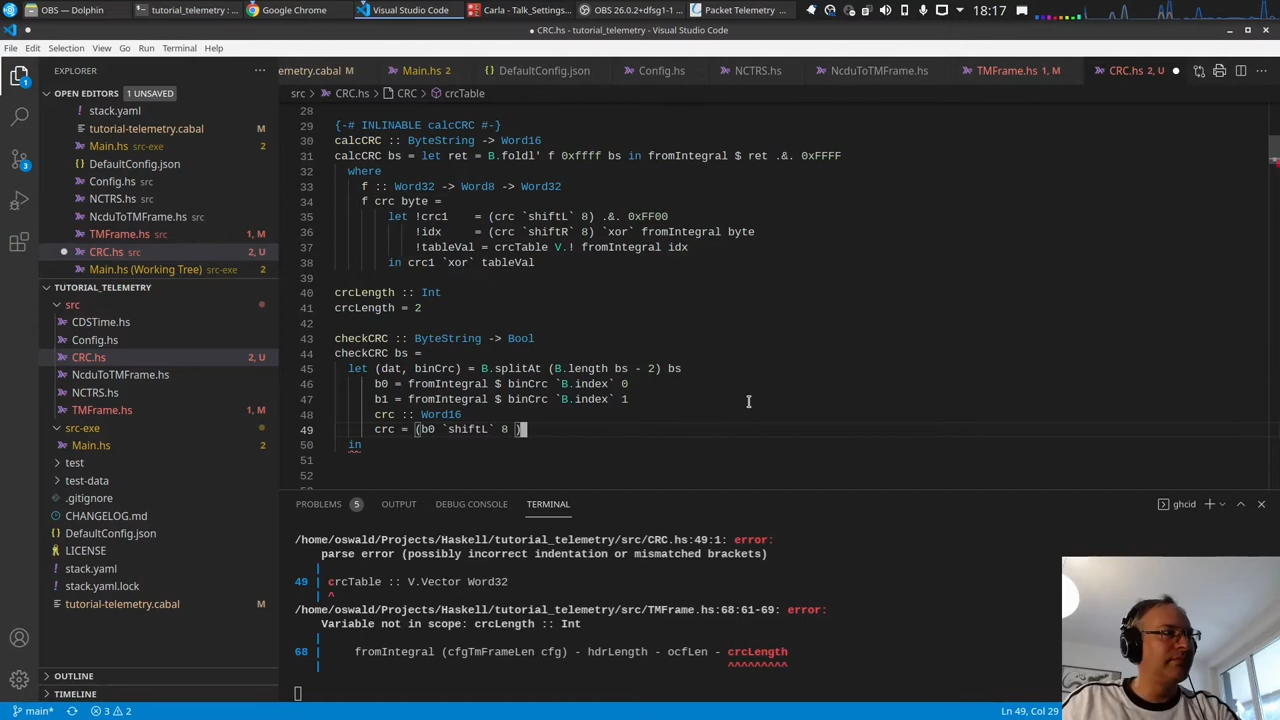 OBS — Dolphin
tutorial_telemetry : ...
Google Chrome
Visual Studio Code
Carla - Talk_Settings...
OBS 26.0.2+dfsg1-1 ...
Packet Telemetry ...
18:17
● CRC.hs - tutorial_telemetry - Visual Studio Code
File Edit Selection View Go Run Terminal Help
EXPLORER ...
emetry.cabal M
Main.hs 2
DefaultConfig.json
Config.hs
NCTRS.hs
NcduToTMFrame.hs
TMFrame.hs 1, M
CRC.hs 2, U ●
OPEN EDITORS 1 UNSAVED
stack.yaml
tutorial-telemetry.cabal M
Main.hs src-exe 2
DefaultConfig.json
Config.hs src
NCTRS.hs src
NcduToTMFrame.hs src
TMFrame.hs src 1, M
● CRC.hs src 2, U
Main.hs (Working Tree) src-exe 2
TUTORIAL_TELEMETRY
src
CDSTime.hs
Config.hs
CRC.hs 2, U
NcduToTMFrame.hs
NCTRS.hs
TMFrame.hs 1, M
src-exe
Main.hs 2
test
test-data
.gitignore
CHANGELOG.md
DefaultConfig.json
LICENSE
stack.yaml
stack.yaml.lock
tutorial-telemetry.cabal M
OUTLINE
TIMELINE
src > CRC.hs > CRC > crcTable
28
29 {-# INLINABLE calcCRC #-}
30 calcCRC :: ByteString -> Word16
31 calcCRC bs = let ret = B.foldl' f 0xffff bs in fromIntegral $ ret .&. 0xFFFF
32 where
33 f :: Word32 -> Word8 -> Word32
34 f crc byte =
35 let !crc1 = (crc `shiftL` 8) .&. 0xFF00
36 !idx = (crc `shiftR` 8) `xor` fromIntegral byte
37 !tableVal = crcTable V.! fromIntegral idx
38 in crc1 `xor` tableVal
39
40 crcLength :: Int
41 crcLength = 2
42
43 checkCRC :: ByteString -> Bool
44 checkCRC bs =
45 let (dat, binCrc) = B.splitAt (B.length bs - 2) bs
46 b0 = fromIntegral $ binCrc `B.index` 0
47 b1 = fromIntegral $ binCrc `B.index` 1
48 crc :: Word16
49 crc = (b0 `shiftL` 8 )
50 in
51
52
PROBLEMS 5 OUTPUT DEBUG CONSOLE TERMINAL
ghcid
/home/oswald/Projects/Haskell/tutorial_telemetry/src/CRC.hs:49:1: error:
parse error (possibly incorrect indentation or mismatched brackets)
|
49 | crcTable :: V.Vector Word32
| ^
/home/oswald/Projects/Haskell/tutorial_telemetry/src/TMFrame.hs:68:61-69: error:
Variable not in scope: crcLength :: Int
|
68 | fromIntegral (cfgTmFrameLen cfg) - hdrLength - ocfLen - crcLength
| ^^^^^^^^^
main* 3 2
Ln 49, Col 29